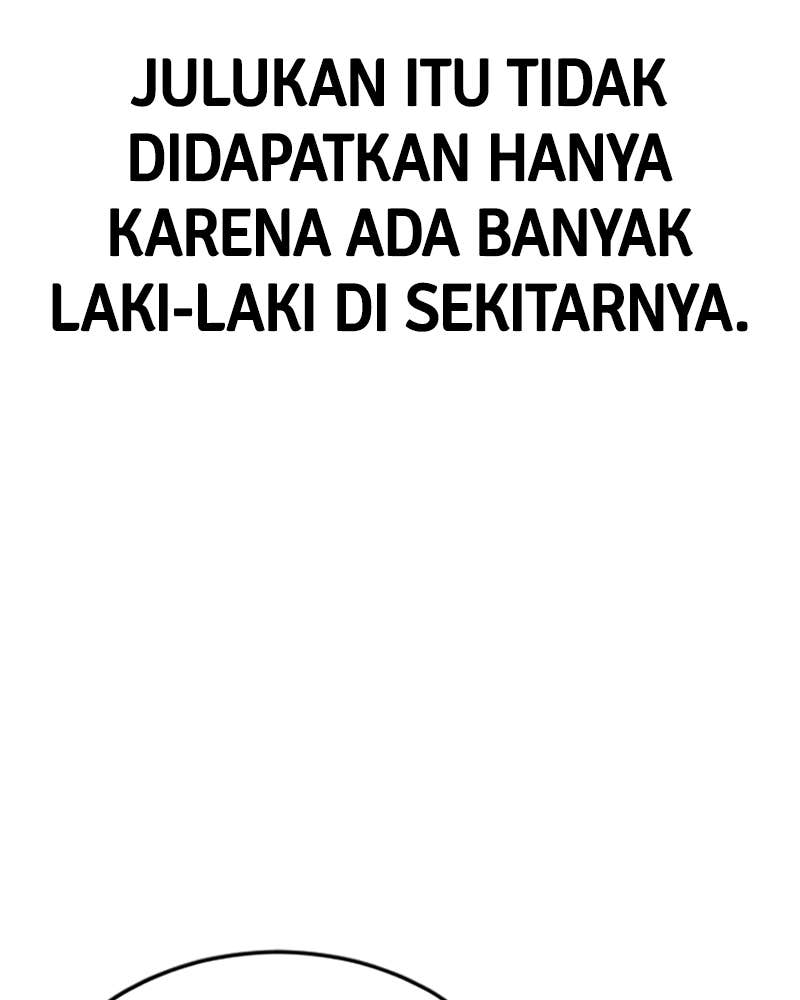 JULUKAN ITU TIDAK
DIDAPATKAN HANYA
KARENA ADA BANYAK
LAKI-LAKI DI SEKITARNYA.